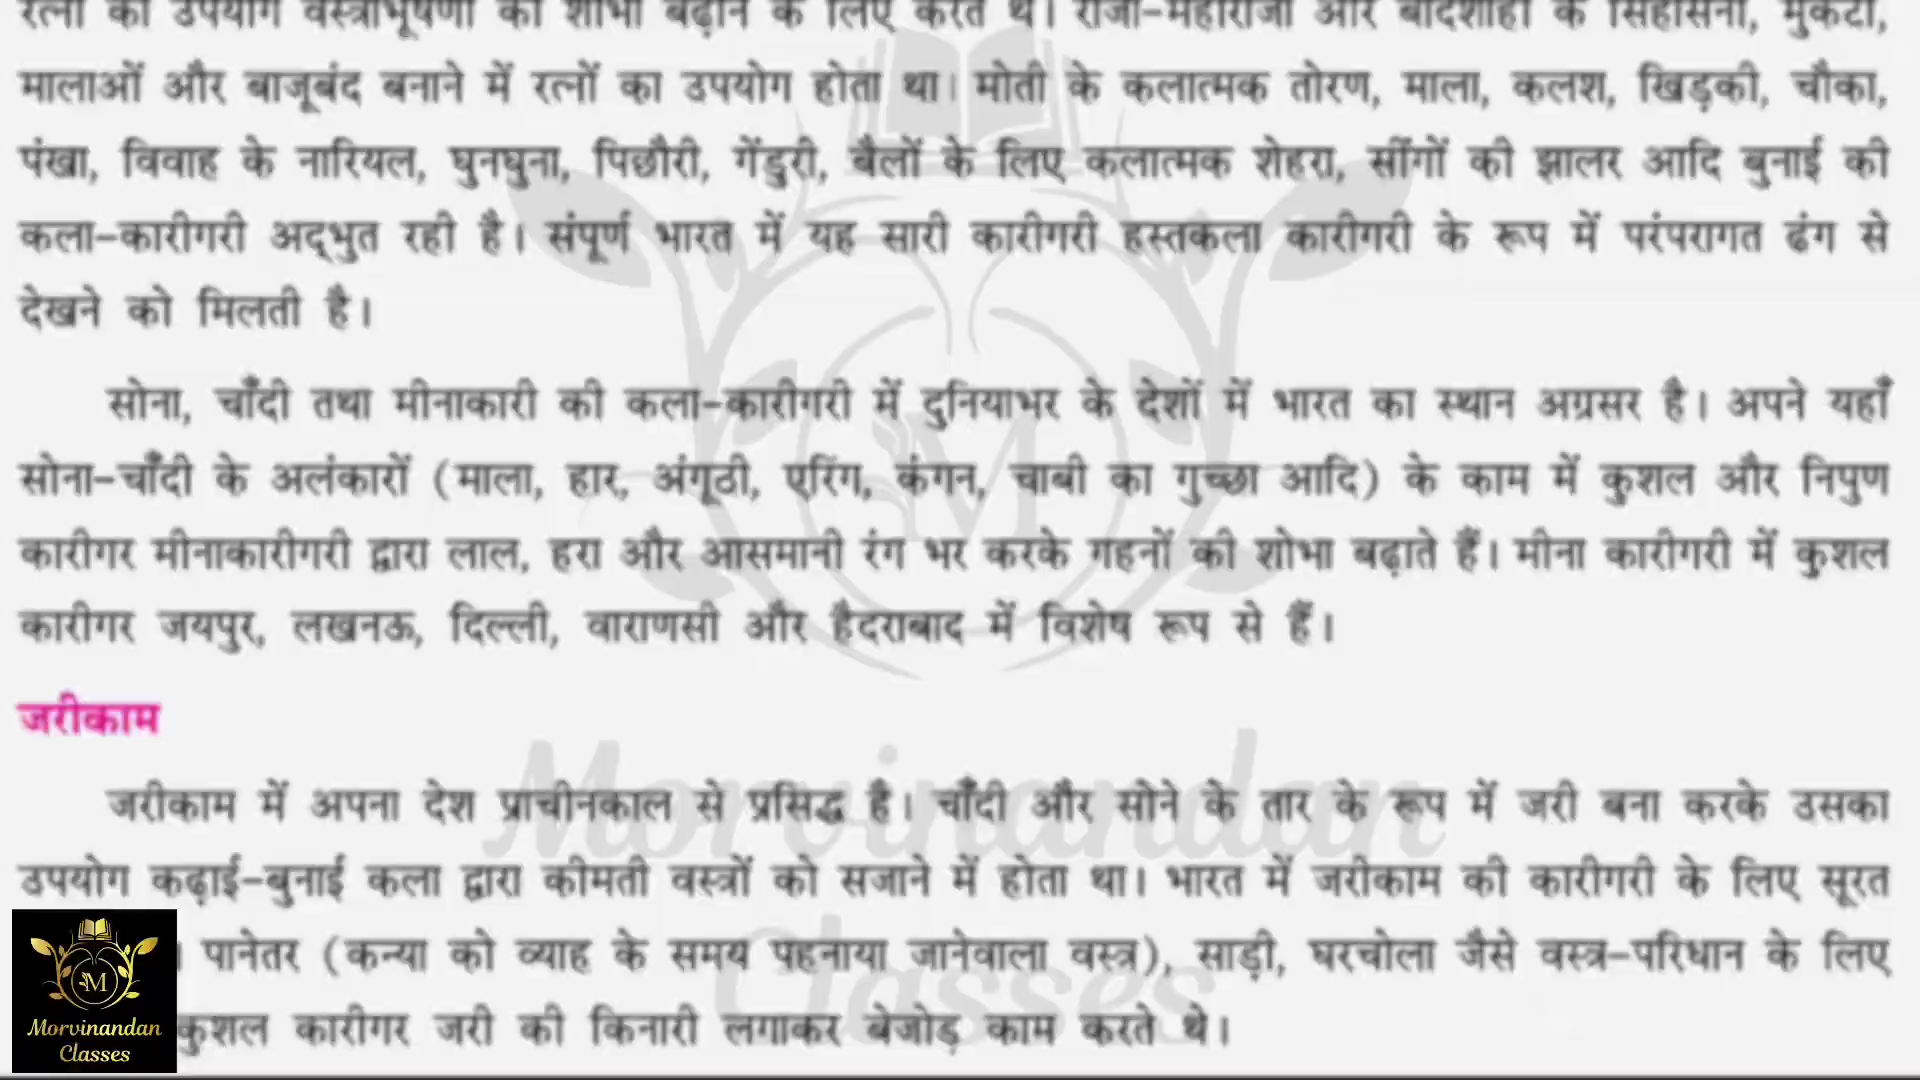 रत्नों का उपयोग वस्त्राभूषणों की शोभा बढ़ाने के लिए करते थे। राजा-महाराजा और बादशाहों के सिंहासनों, मुकटों,
मालाओं और बाजूबंद बनाने में रत्नों का उपयोग होता था। मोती के कलात्मक तोरण, माला, कलश, खिड़की, चौका,
पंखा, विवाह के नारियल, घुनघुना, पिछौरी, गेंडुरी, बैलों के लिए कलात्मक शेहरा, सींगों की झालर आदि बुनाई की
कला-कारीगरी अद्भुत रही है। संपूर्ण भारत में यह सारी कारीगरी हस्तकला कारीगरी के रूप में परंपरागत ढंग से
देखने को मिलती है।
सोना, चाँदी तथा मीनाकारी की कला-कारीगरी में दुनियाभर के देशों में भारत का स्थान अग्रसर है। अपने यहाँ
सोना-चाँदी के अलंकारों (माला, हार, अंगूठी, एरिंग, कंगन, चाबी का गुच्छा आदि) के काम में कुशल और निपुण
कारीगर मीनाकारीगरी द्वारा लाल, हरा और आसमानी रंग भर करके गहनों की शोभा बढ़ाते हैं। मीना कारीगरी में कुशल
कारीगर जयपुर, लखनऊ, दिल्ली, वाराणसी और हैदराबाद में विशेष रूप से हैं।
जरीकाम
जरीकाम में अपना देश प्राचीनकाल से प्रसिद्ध है। चाँदी और सोने के तार के रूप में जरी बना करके उसका
उपयोग कढ़ाई-बुनाई कला द्वारा कीमती वस्त्रों को सजाने में होता था। भारत में जरीकाम की कारीगरी के लिए सूरत
। पानेतर (कन्या को व्याह के समय पहनाया जानेवाला वस्त्र), साड़ी, घरचोला जैसे वस्त्र-परिधान के लिए
कुशल कारीगर जरी की किनारी लगाकर बेजोड़ काम करते थे।
M
Morvinandan
Classes
M
Morvinandan
Classes